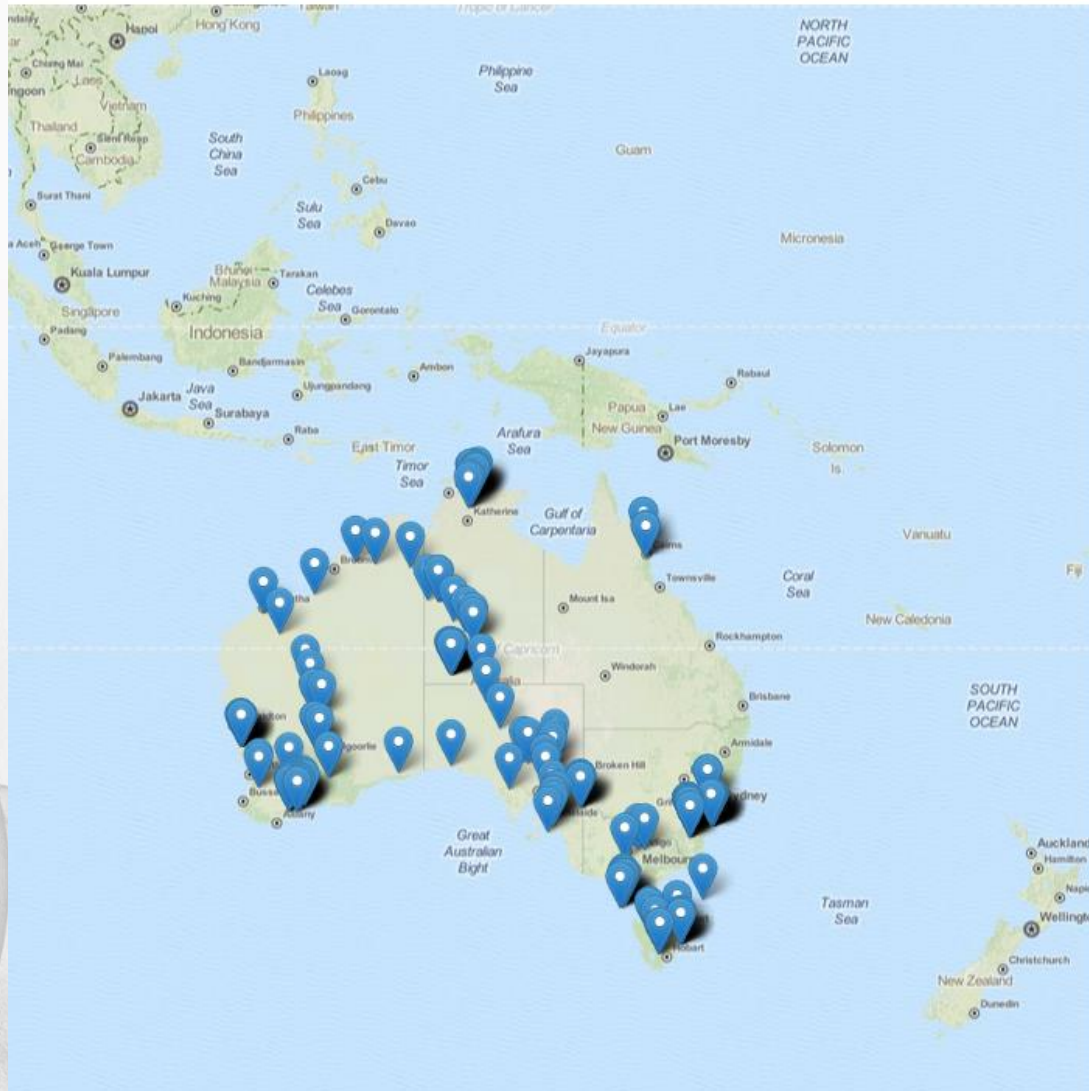 Tropic of Cancer
Hanoi
Hong Kong
NORTH
PACIFIC
OCEAN
Chiang Mai
Laos
Laoag
Philippine
Sea
Vietnam
Philippines
Thailand
South
China
Sea
Siem Reap
Cambodia
Guam
Cebu
Surat Thani
Sulu
Sea
Davao
Micronesia
George Town
Kuala Lumpur
Brunei
Malaysia
Tarakan
Celebes
Sea
Kuching
Gorontalo
Singapore
Equator
Padang
Indonesia
Jayapura
Palembang
Bandjarmasin
Ambon
Rabaul
Java
Sea
Ujungpandang
Jakarta
Surabaya
Papua
New Guinea
Lae
Raba
Arafura
Sea
Port Moresby
East Timor
Solomon
Is.
Timor
Sea
Katherine
Gulf of
Carpentaria
Vanuatu
Fiji
Townsville
Coral
Sea
Mount Isa
New Caledonia
Rockhampton
Windorah
Brisbane
SOUTH
PACIFIC
OCEAN
Armidale
Broken Hill
Great
Australian
Bight
Auckland
Hamilton
Tasman
Sea
Hobart
Christchurch
New Zealand
Dunedin